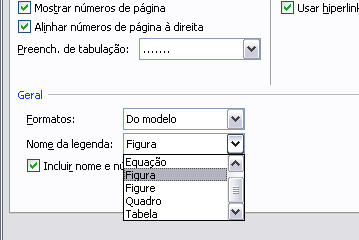 Mostrar números de página
Usar hiperlink
Alinhar números de página à direita
Preench. de tabulação: .......
Geral
Formatos: Do modelo
Nome da legenda: Figura
Incluir nome e nú
Equação
Figura
Figure
Quadro
Tabela